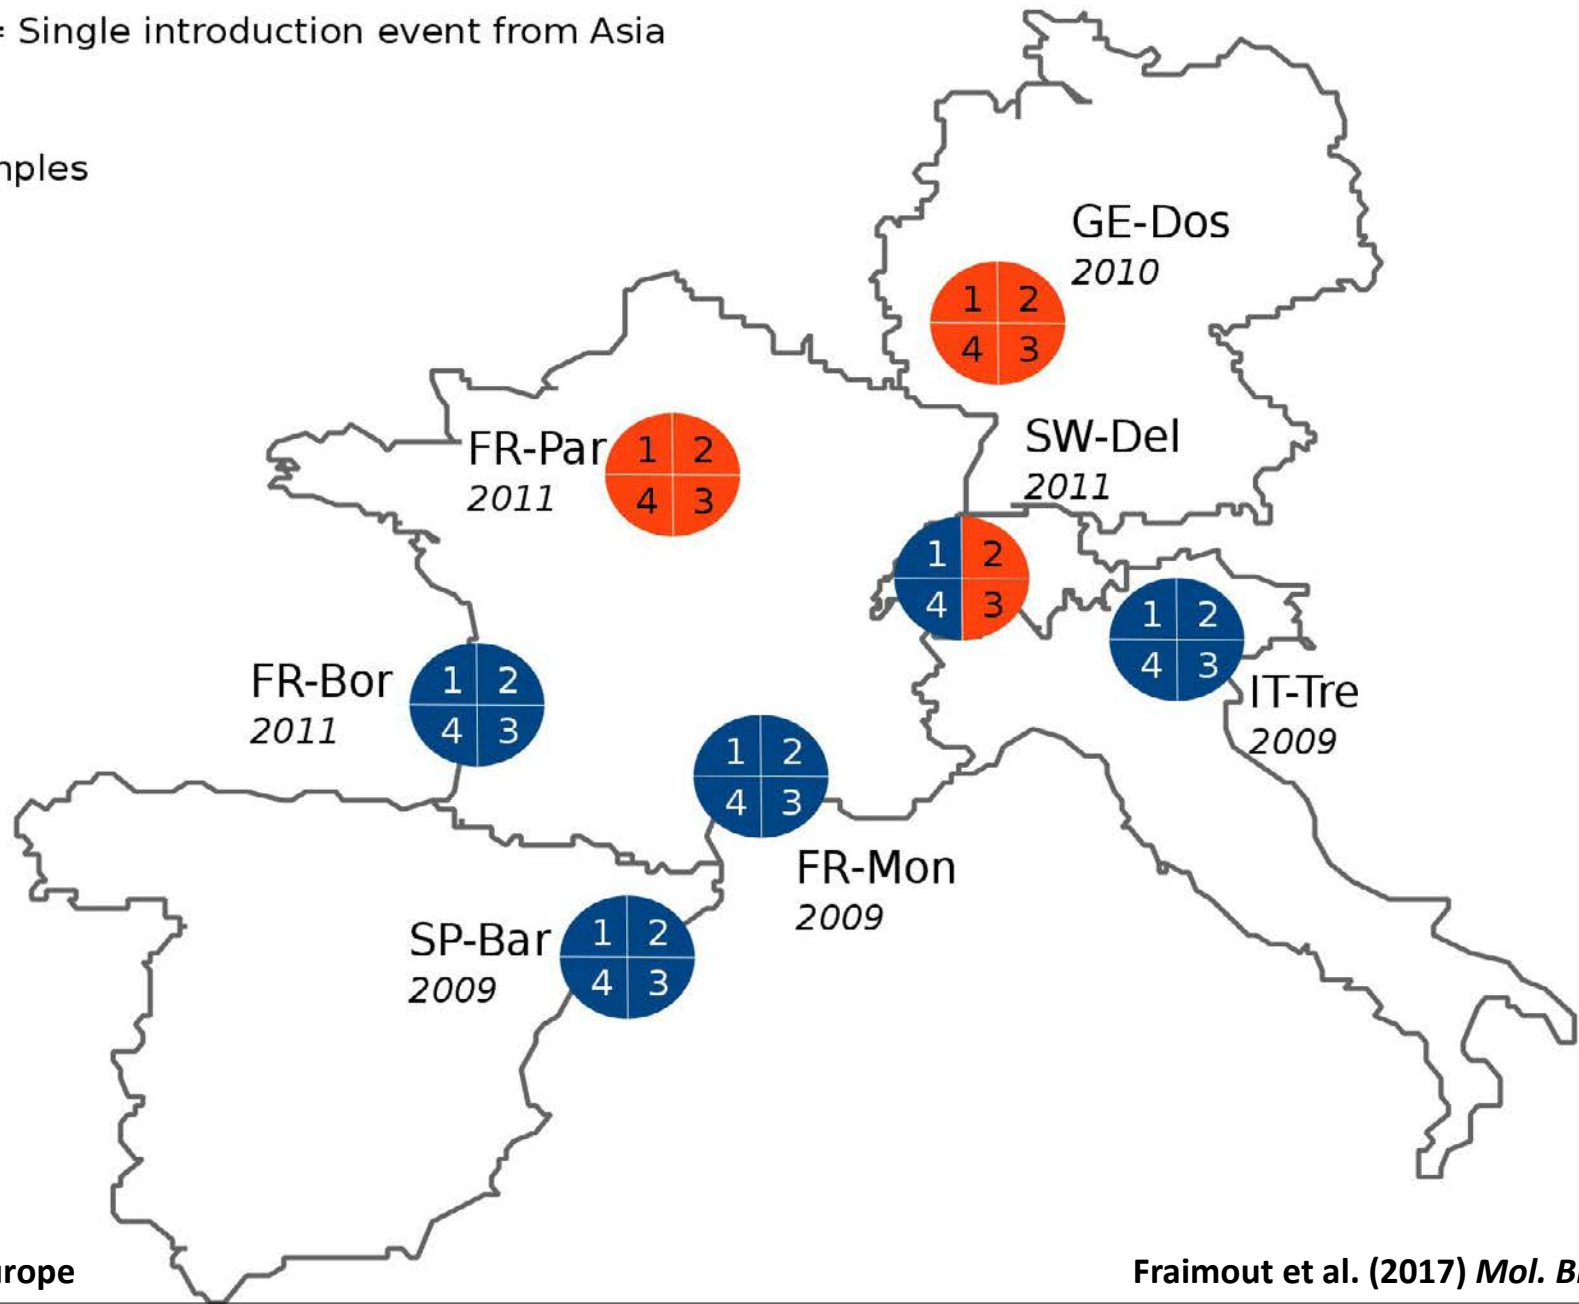 = Single introduction event from Asia
mples
GE-Dos
2010
1 2
4 3
FR-Par
2011
1 2
4 3
SW-Del
2011
1 2
4 3
1 2
4 3
IT-Tre
2009
FR-Bor
2011
1 2
4 3
1 2
4 3
FR-Mon
2009
SP-Bar
2009
1 2
4 3
urope
Fraimout et al. (2017) Mol. B